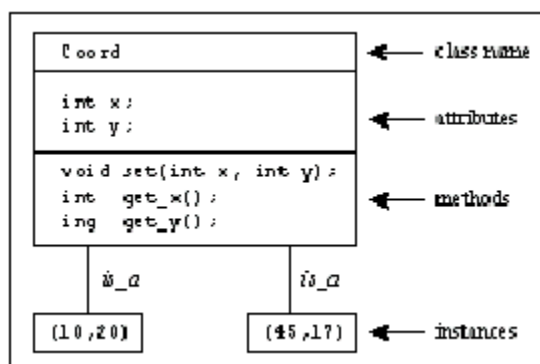 Coord
class name
int x;
int y;
attributes
void set(int x, int y);
int get_x();
ing get_y();
methods
is_a
is_a
(10,20)
(45,17)
instances